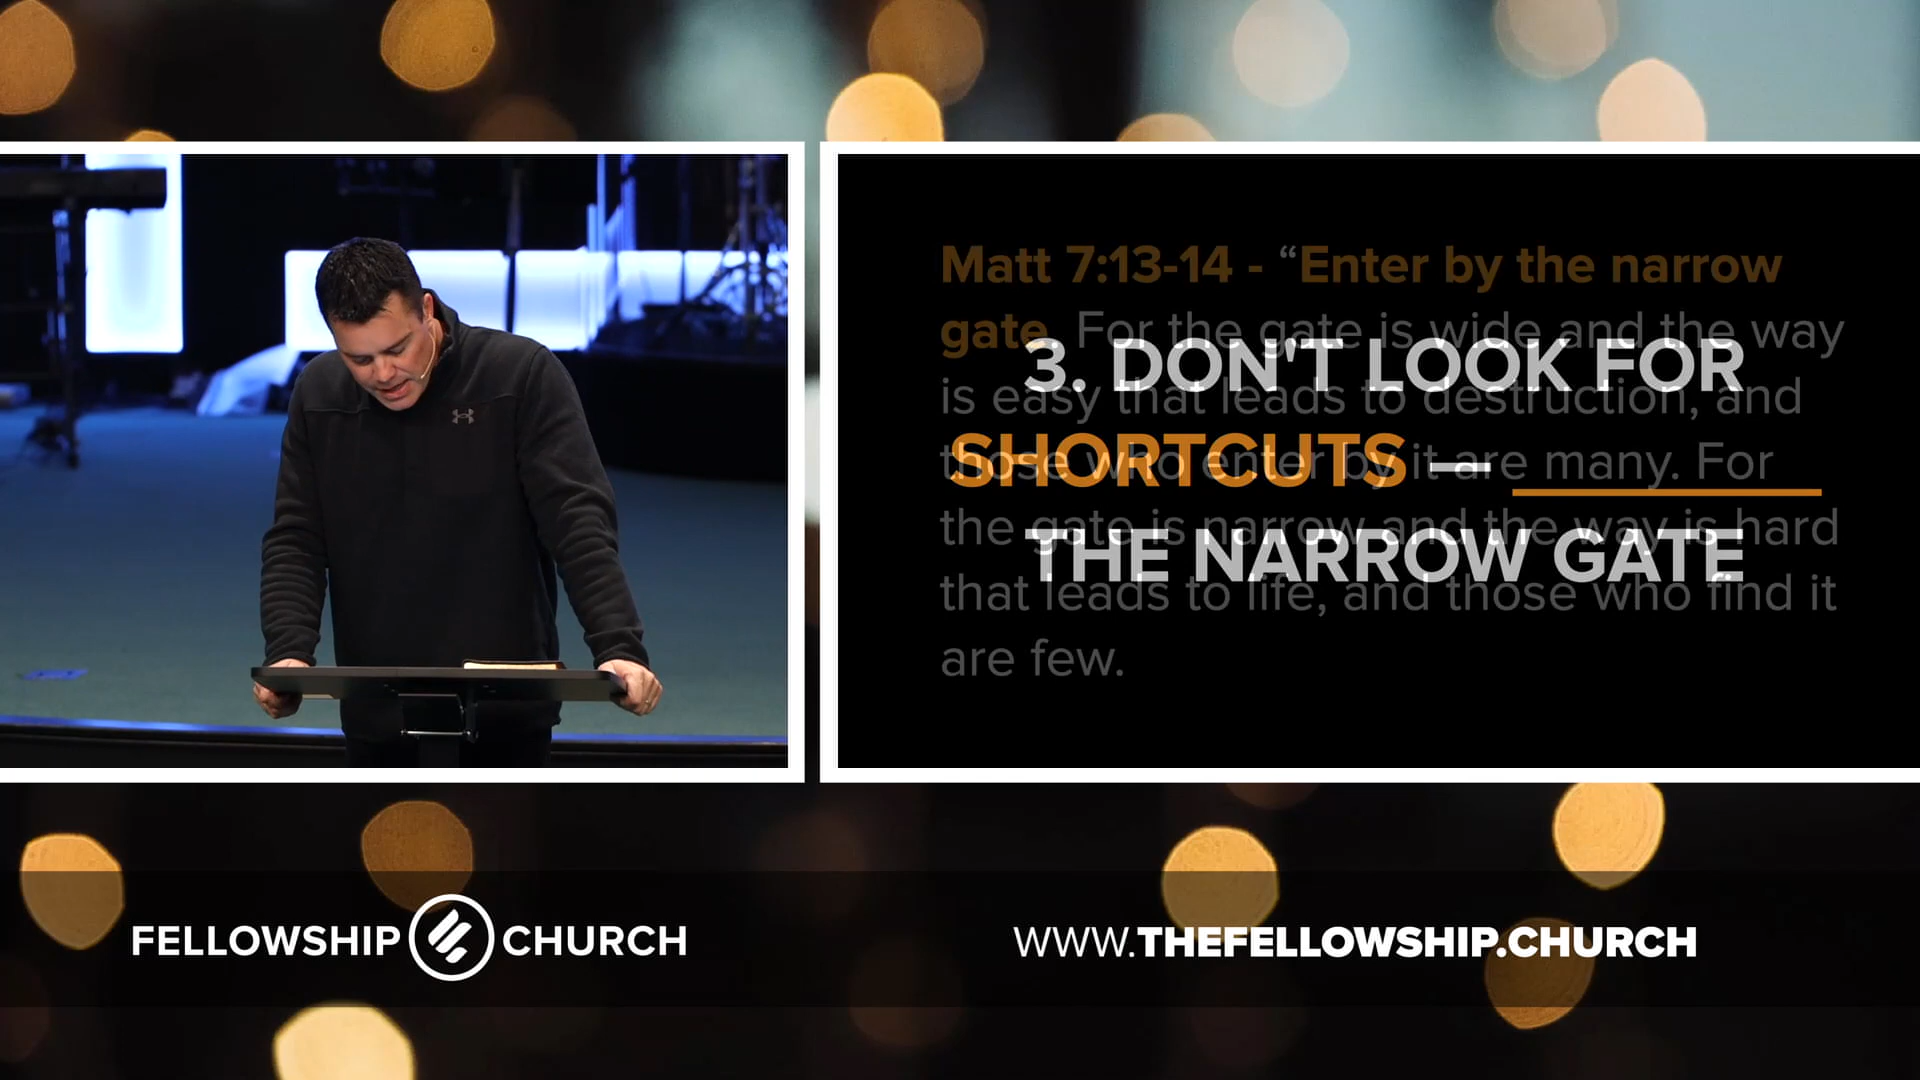 Matt 7:13-14 - “Enter by the narrow
gate. For the gate is wide and the way
is easy that leads to destruction, and
those who enter by it are many. For
the gate is narrow and the way is hard
that leads to life, and those who find it
are few.
3. DON'T LOOK FOR
SHORTCUTS — __________
THE NARROW GATE
FELLOWSHIP CHURCH
WWW.THEFELLOWSHIP.CHURCH